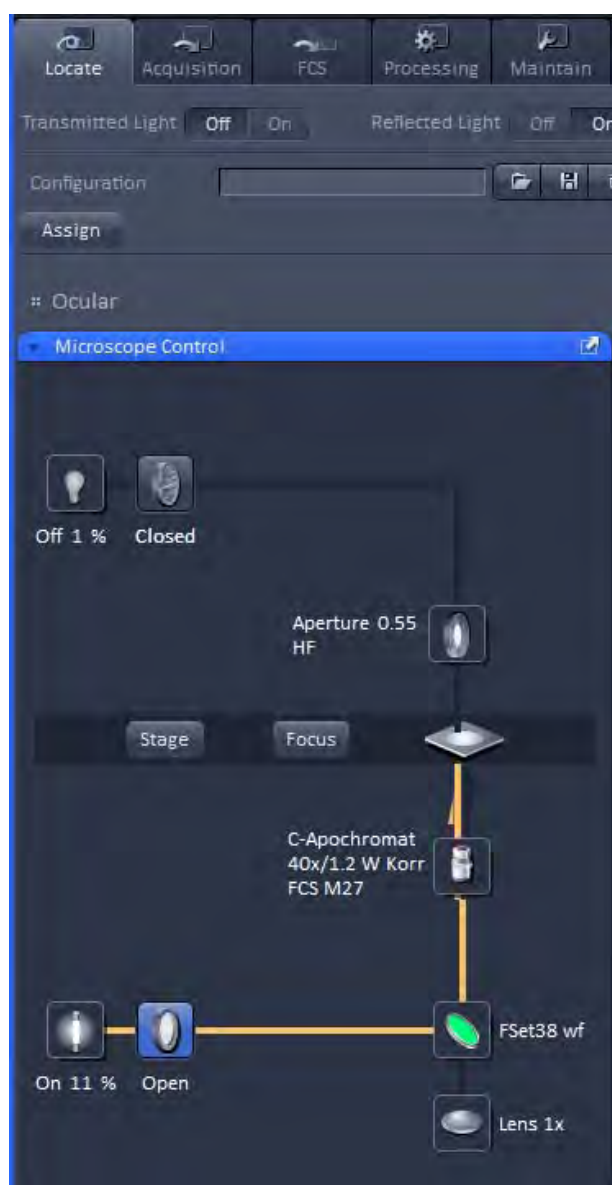 Locate Acquisition FCS Processing Maintain
Transmitted Light Off On Reflected Light Off On
Configuration
Assign
Ocular
Microscope Control
Off 1 % Closed
Aperture 0.55
HF
Stage Focus
C-Apochromat
40x/1.2 W Korr
FCS M27
FSet38 wf
On 11 % Open
Lens 1x